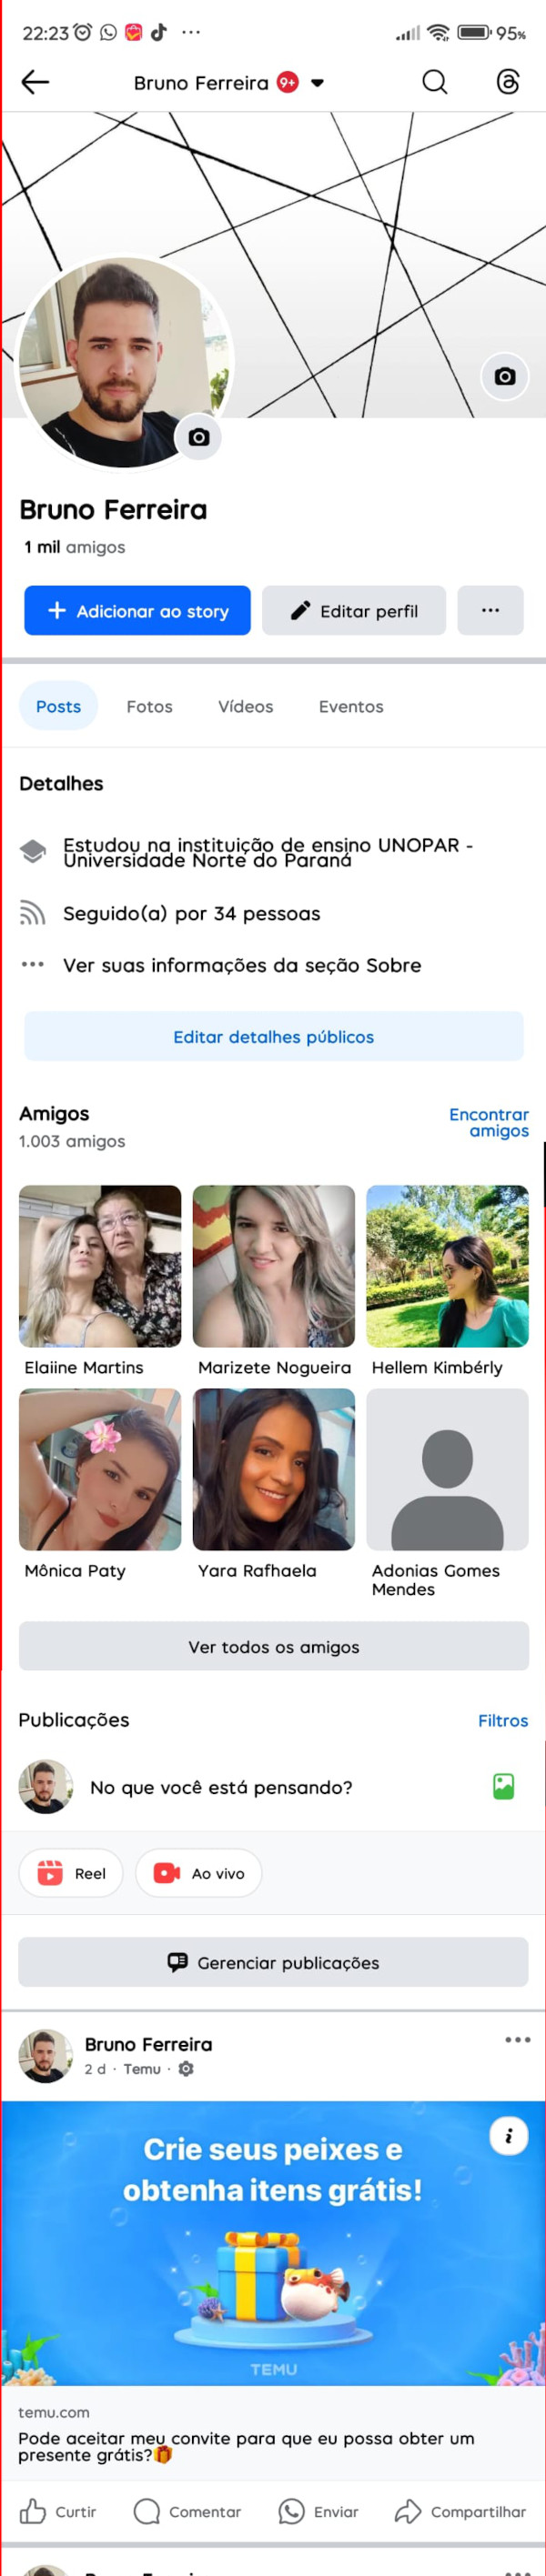 22:23 ... 95%
Bruno Ferreira 9+
Bruno Ferreira
1 mil amigos
+ Adicionar ao story Editar perfil ...
Posts Fotos Vídeos Eventos
Detalhes
Estudou na instituição de ensino UNOPAR -
Universidade Norte do Paraná
Seguido(a) por 34 pessoas
... Ver suas informações da seção Sobre
Editar detalhes públicos
Amigos Encontrar
amigos
1.003 amigos
Elaiine Martins Marizete Nogueira Hellem Kimbérly
Mônica Paty Yara Rafhaela Adonias Gomes
Mendes
Ver todos os amigos
Publicações Filtros
No que você está pensando?
Reel Ao vivo
Gerenciar publicações
Bruno Ferreira ...
2 d · Temu ·
Crie seus peixes e
obtenha itens grátis!
TEMU
temu.com
Pode aceitar meu convite para que eu possa obter um
presente grátis?🎁
Curtir Comentar Enviar Compartilhar